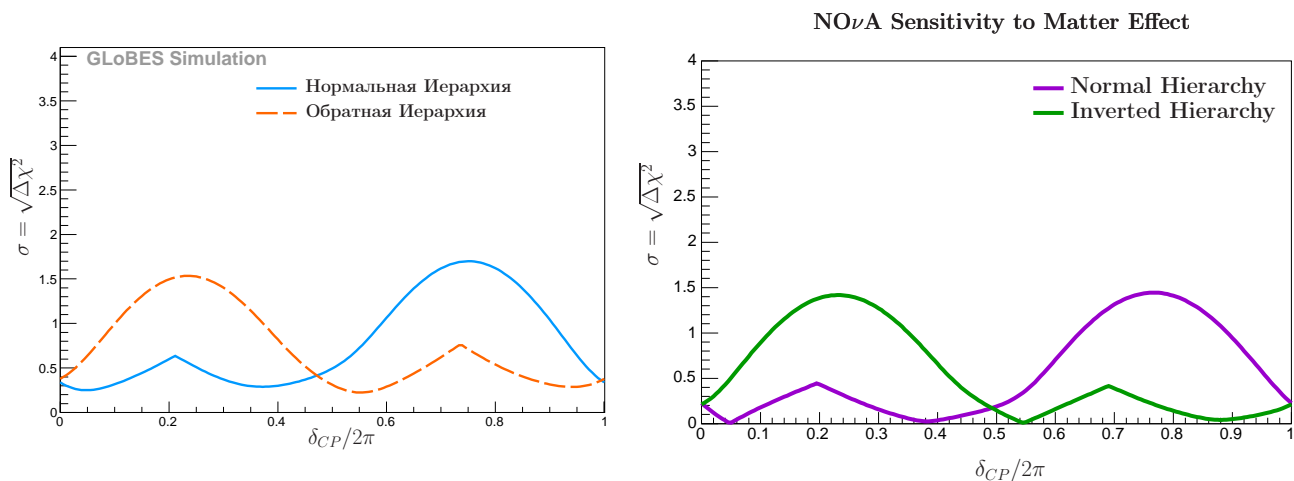 GLoBES Simulation
Нормальная Иерархия
Обратная Иерархия
4
3.5
3
2.5
2
1.5
1
0.5
0
σ = √Δχ²
0 0.2 0.4 0.6 0.8 1
δCP/2π
NOνA Sensitivity to Matter Effect
Normal Hierarchy
Inverted Hierarchy
4
3.5
3
2.5
2
1.5
1
0.5
0
σ = √Δχ²
0 0.1 0.2 0.3 0.4 0.5 0.6 0.7 0.8 0.9 1
δCP/2π